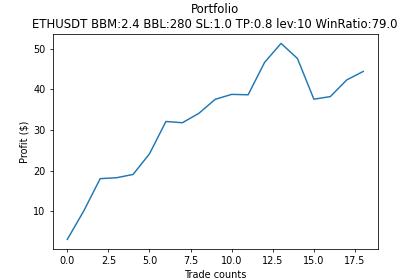 Portfolio
ETHUSDT BBM:2.4 BBL:280 SL:1.0 TP:0.8 lev:10 WinRatio:79.0
50
40
30
20
10
Profit ($)
0.0 2.5 5.0 7.5 10.0 12.5 15.0 17.5
Trade counts